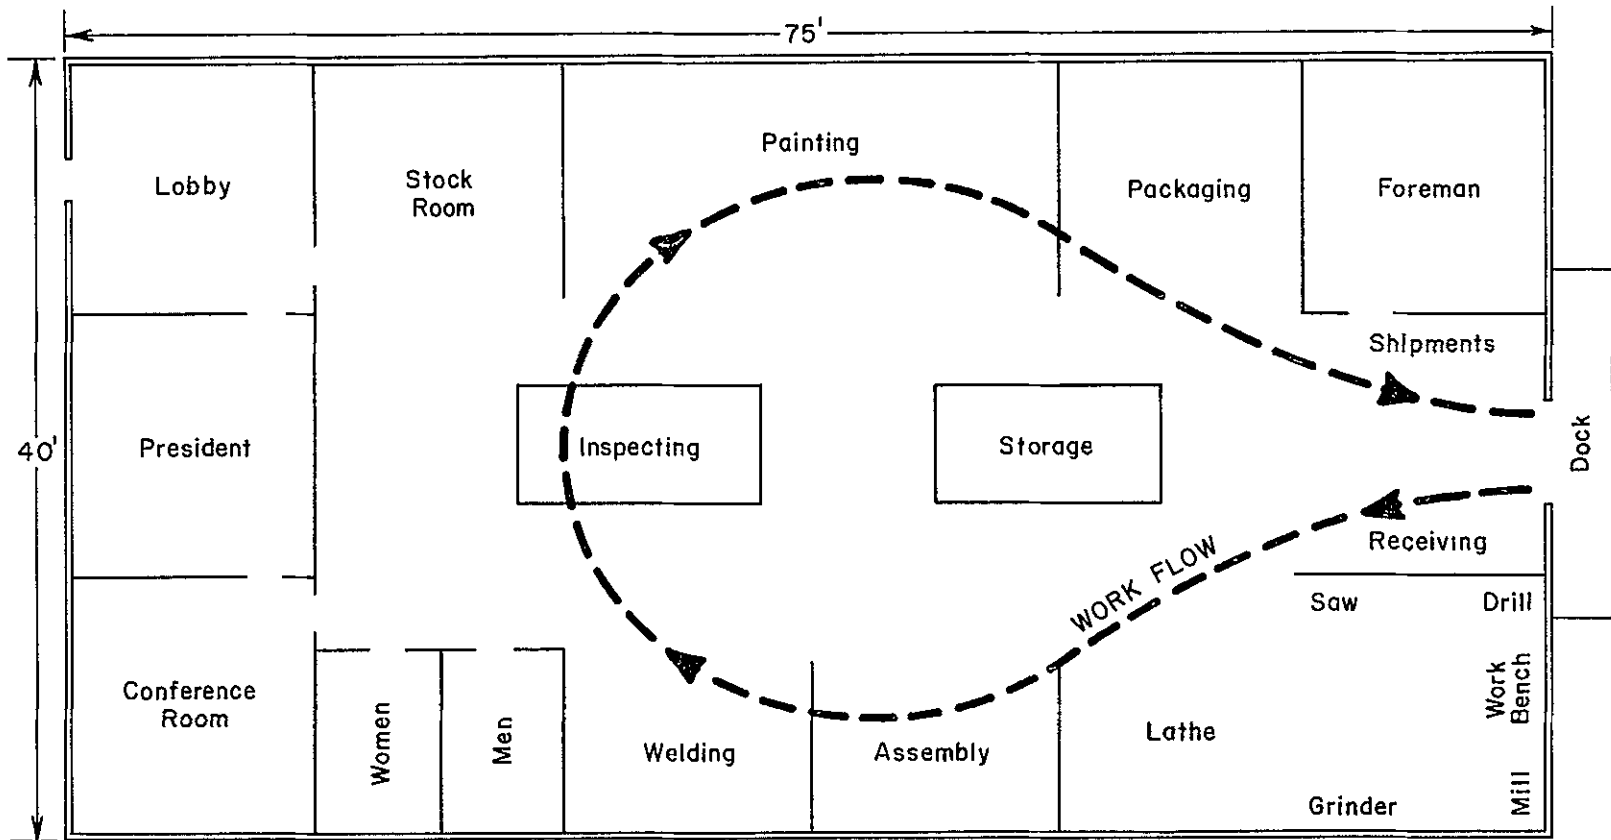 75'
Painting
Lobby
Stock
Room
Packaging
Foreman
Shipments
40'
President
Inspecting
Storage
Dock
Receiving
WORK FLOW
Saw
Drill
Conference
Room
Women
Men
Welding
Assembly
Lathe
Work
Bench
Grinder
Mill